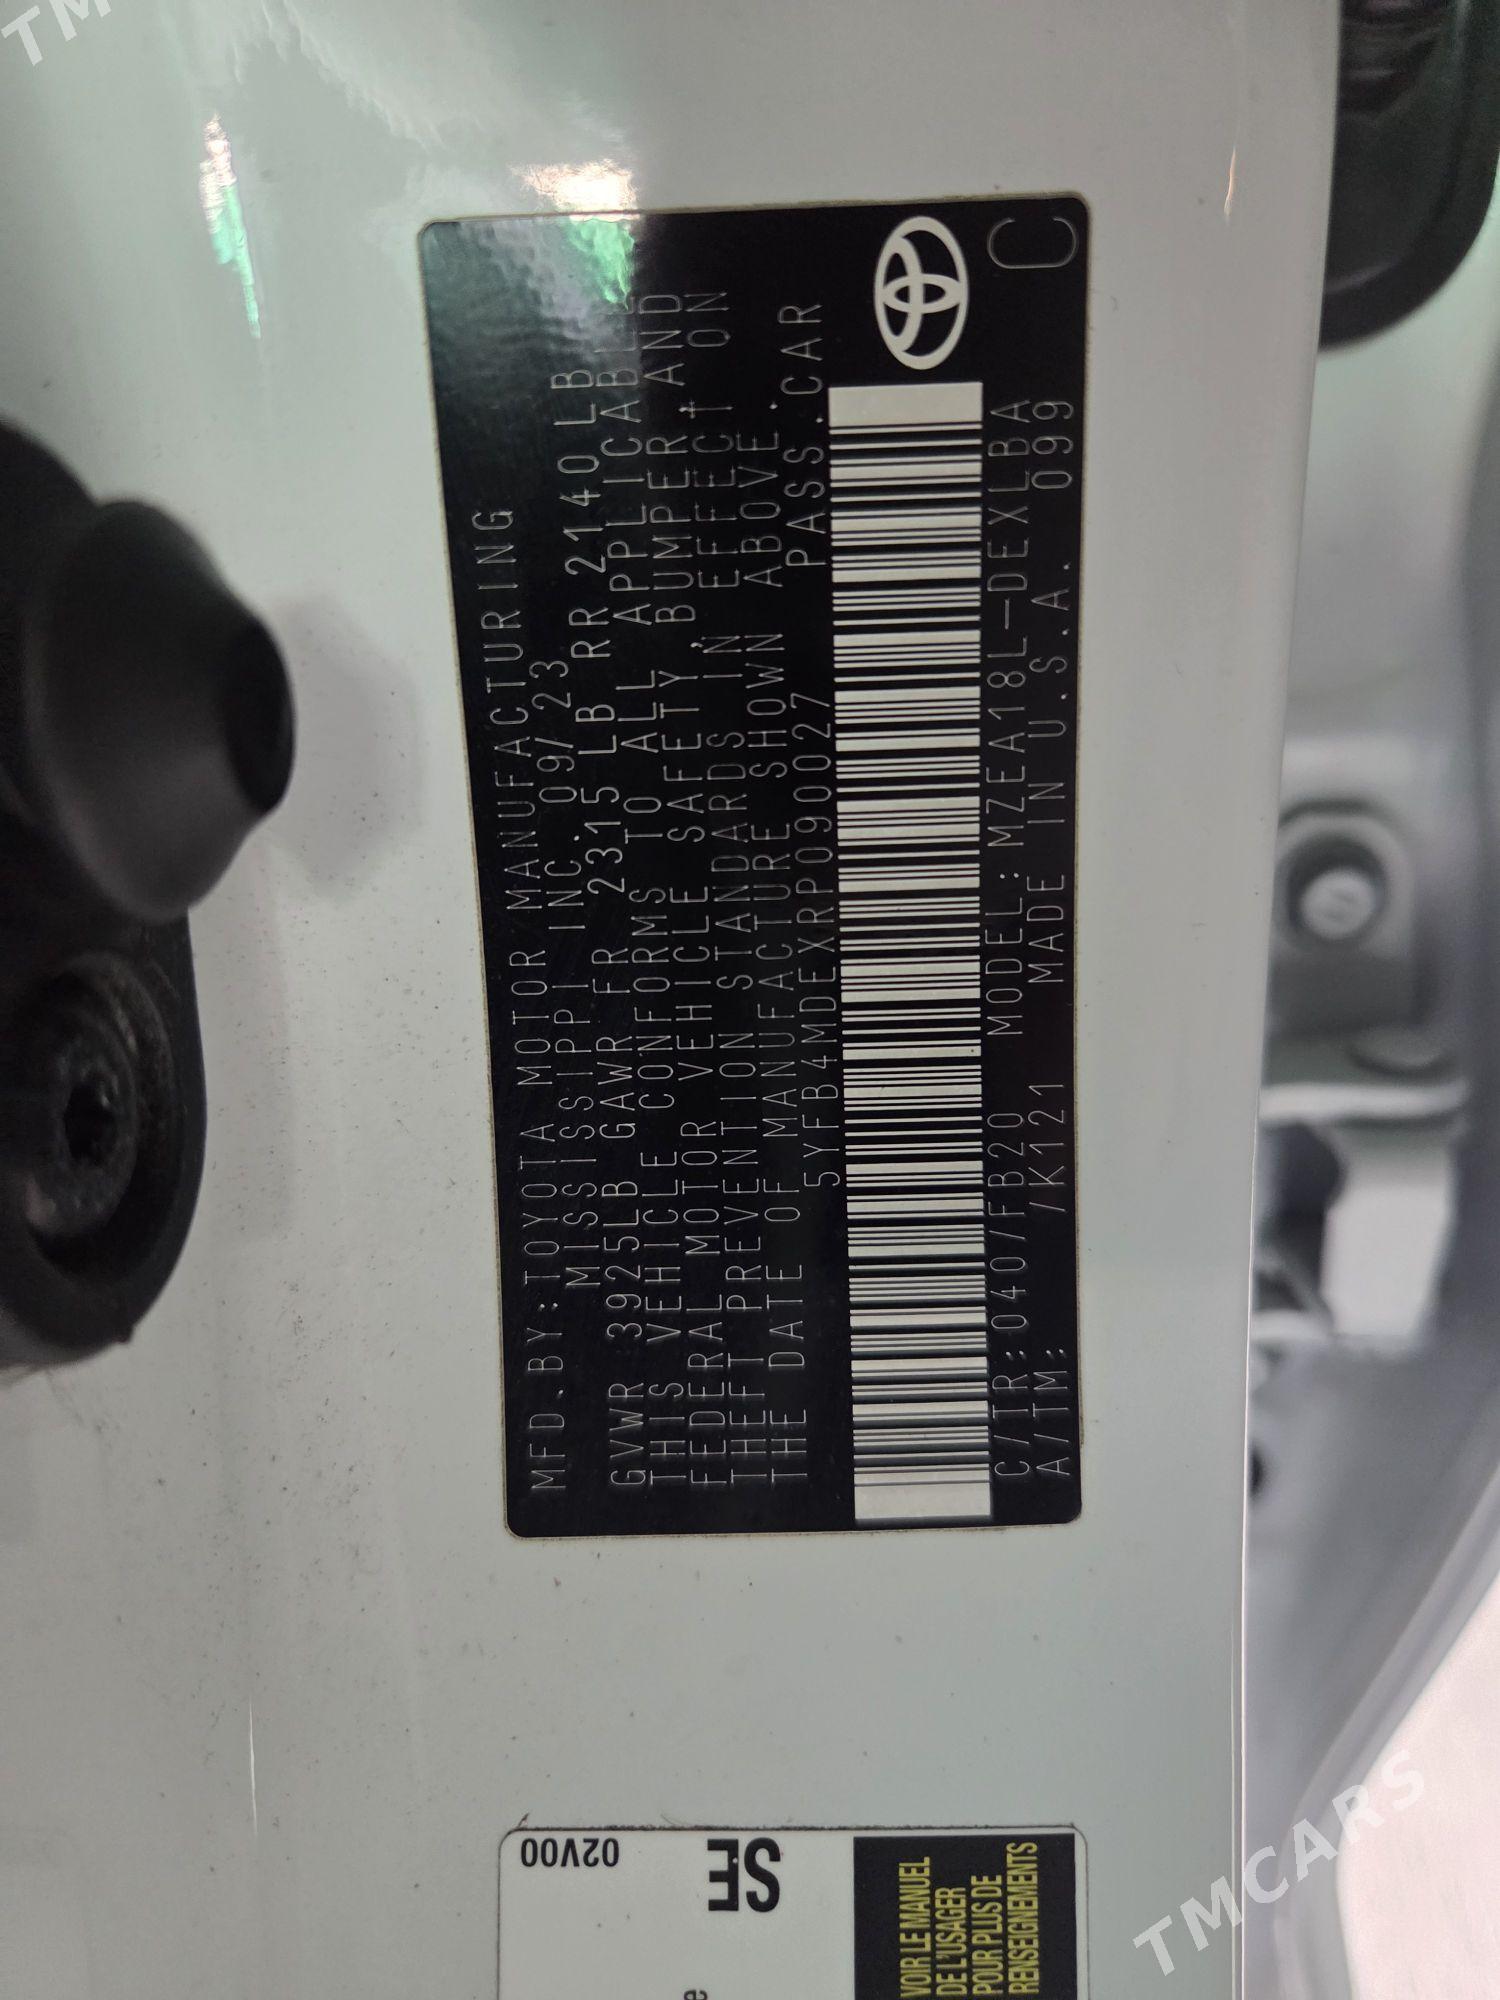 MFD.BY:TOYOTA MOTOR MANUFACTURING
MISSISSIPPI INC. 09/23
GVWR 3925LB GAWR FR 2315LB RR 2140LB
THIS VEHICLE CONFORMS TO ALL APPLICABLE
FEDERAL MOTOR VEHICLE SAFETY, BUMPER, AND
THEFT PREVENTION STANDARDS IN EFFECT ON
THE DATE OF MANUFACTURE SHOWN ABOVE.
5YFB4MDEXRP090027 PASS.CAR
C/TR:040/FB20 MODEL:MZEA18L-DEXLBA
A/TM: /K121 MADE IN U.S.A. 099
C
02V00
SE
VOIR LE MANUEL
DE L'USAGER
POUR PLUS DE
RENSEIGNEMENTS
TMCARS